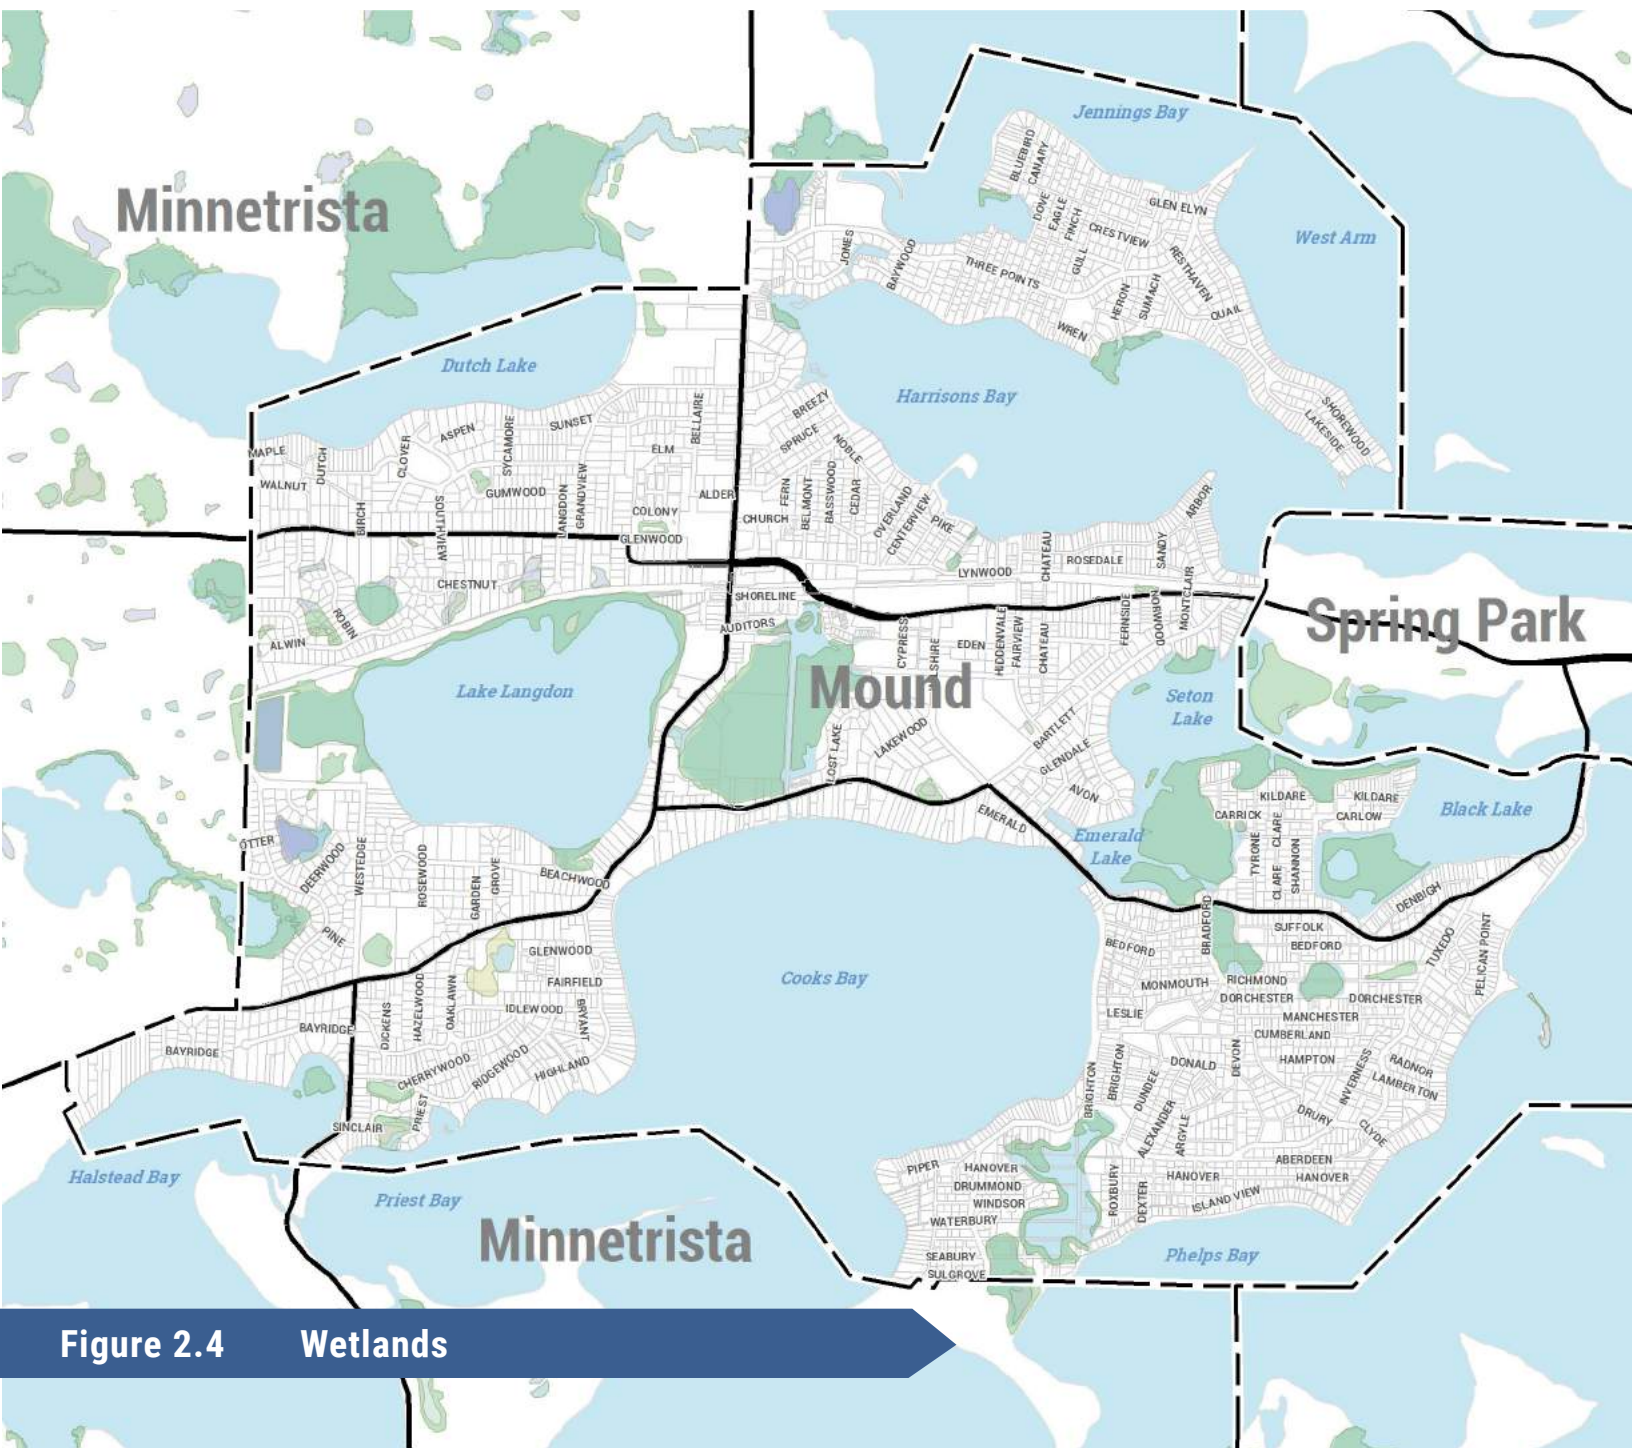 Jennings Bay
BLUEBIRD
CANARY
Minnetrista
DOVE
EAGLE
FINCH
GLEN ELYN
CRESTVIEW
West Arm
JONES
BAYWOOD
THREE POINTS
GULL
RESTHAVEN
HERON
SUMACH
QUAIL
WREN
Dutch Lake
Harrisons Bay
BREEZY
SHOREWOOD
LAKESIDE
MAPLE
DUTCH
CLOVER
ASPEN
SYCAMORE
SUNSET
BELLAIRE
ELM
SPRUCE
NOBLE
WALNUT
GUMWOOD
LANGDON
GRANDVIEW
ALDER
FERN
BELMONT
BASSWOOD
CEDAR
OVERLAND
CENTERVIEW
PIKE
ARBOR
BIRCH
SOUTHVIEW
COLONY
CHURCH
GLENWOOD
CHATEAU
ROSEDALE
SANDY
LYNWOOD
CHESTNUT
MONTCLAIR
SHORELINE
ROBIN
AUDITORS
ALWIN
CYPRESS
EDEN
HIDDENVALE
FAIRVIEW
CHATEAU
FERNSIDE
NORWOOD
Spring Park
Mound
Lake Langdon
Seton
Lake
LOST LAKE
LAKEWOOD
BARTLETT
GLENDALE
AVON
EMERALD
KILDARE
KILDARE
CARRICK
CLARE
CARLOW
Black Lake
Emerald
Lake
OTTER
DEERWOOD
WESTEDGE
ROSEWOOD
GARDEN
GROVE
BEACHWOOD
TYRONE
CLARE
SHANNON
DENBIGH
PINE
GLENWOOD
BRADFORD
SUFFOLK
BEDFORD
BEDFORD
TUXEDO
PELICAN POINT
Cooks Bay
FAIRFIELD
MONMOUTH
RICHMOND
DORCHESTER
DORCHESTER
DICKENS
HAZELWOOD
OAKLAWN
IDLEWOOD
BRYANT
LESLIE
MANCHESTER
CUMBERLAND
BAYRIDGE
BAYRIDGE
CHERRYWOOD
RIDGEWOOD
HIGHLAND
DONALD
DEVON
HAMPTON
INVERNESS
RADNOR
LAMBERTON
BRIGHTON
BRIGHTON
DUNDEE
ALEXANDER
ARGYLE
DRURY
CLYDE
SINCLAIR
PRIEST
Halstead Bay
Priest Bay
PIPER
HANOVER
DRUMMOND
WINDSOR
WATERBURY
SEABURY
SULGROVE
ROXBURY
DEXTER
HANOVER
ABERDEEN
HANOVER
ISLAND VIEW
Minnetrista
Phelps Bay
Figure 2.4 Wetlands